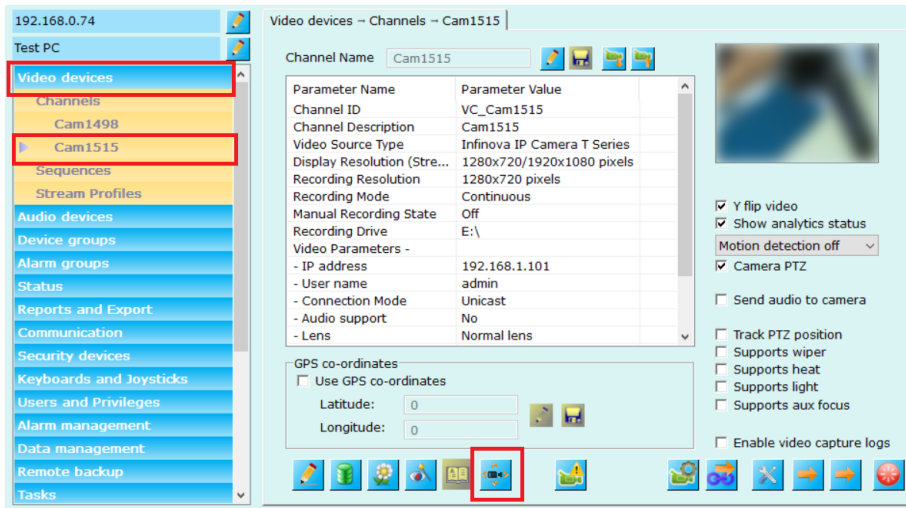 192.168.0.74
Test PC
Video devices
Channels
Cam1498
Cam1515
Sequences
Stream Profiles
Audio devices
Device groups
Alarm groups
Status
Reports and Export
Communication
Security devices
Keyboards and Joysticks
Users and Privileges
Alarm management
Data management
Remote backup
Tasks
Video devices → Channels → Cam1515
Channel Name Cam1515
Parameter Name Parameter Value
Channel ID VC_Cam1515
Channel Description Cam1515
Video Source Type Infinova IP Camera T Series
Display Resolution (Stre... 1280x720/1920x1080 pixels
Recording Resolution 1280x720 pixels
Recording Mode Continuous
Manual Recording State Off
Recording Drive E:\
Video Parameters -
- IP address 192.168.1.101
- User name admin
- Connection Mode Unicast
- Audio support No
- Lens Normal lens
GPS co-ordinates
Use GPS co-ordinates
Latitude: 0
Longitude: 0
Y flip video
Show analytics status
Motion detection off
Camera PTZ
Send audio to camera
Track PTZ position
Supports wiper
Supports heat
Supports light
Supports aux focus
Enable video capture logs